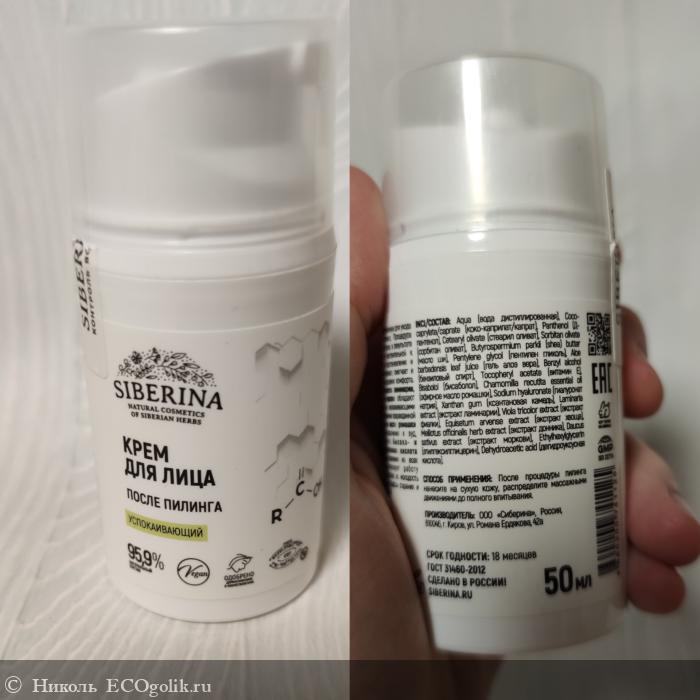 SIBERINA
NATURAL COSMETICS
OF SIBERIAN HERBS
КРЕМ
ДЛЯ ЛИЦА
ПОСЛЕ ПИЛИНГА
УСПОКАИВАЮЩИЙ
95,9%
Vegan
ОДОБРЕНО
R
C
O
SIBER
КОНТРОЛЬ
INCI/СОСТАВ: Aqua (вода дистиллированная), Coco-
caprylate/caprate (коко-каприлат/капрат), Panthenol (Д-
пантенол), Cetearyl olivate (стеарил оливат), Sorbitan olivate
(сорбитан оливат), Butyrospermum parkii (shea) butter
(масло ши), Pentylene glycol (пентилен гликоль), Aloe
barbadensis leaf juice (гель алоэ вера), Benzyl alcohol
(бензиловый спирт), Tocopheryl acetate (витамин Е),
Bisabolol (бисаболол), Chamomilla recutita essential oil
(эфирное масло ромашки), Sodium hyaluronate (гиалуронат
натрия), Xanthan gum (ксантановая камедь), Laminaria
extract (экстракт ламинарии), Viola tricolor extract (экстракт
фиалки), Equisetum arvense extract (экстракт хвоща),
Melilotus officinalis herb extract (экстракт донника), Daucus
sativus extract (экстракт моркови), Ethylhexylglycerin
(этилгексилглицерин), Dehydroacetic acid (дегидроацетовая
кислота).
СПОСОБ ПРИМЕНЕНИЯ: После процедуры пилинга
нанесите на сухую кожу, распределите массажными
движениями до полного впитывания.
ПРОИЗВОДИТЕЛЬ: ООО «Сиберина», Россия,
610046, г. Киров, ул. Романа Ердякова, 42а
СРОК ГОДНОСТИ: 18 месяцев
ГОСТ 31460-2012
СДЕЛАНО В РОССИИ!
SIBERINA.RU
50 мл
EAC
GMP
© Николь ECOgolik.ru